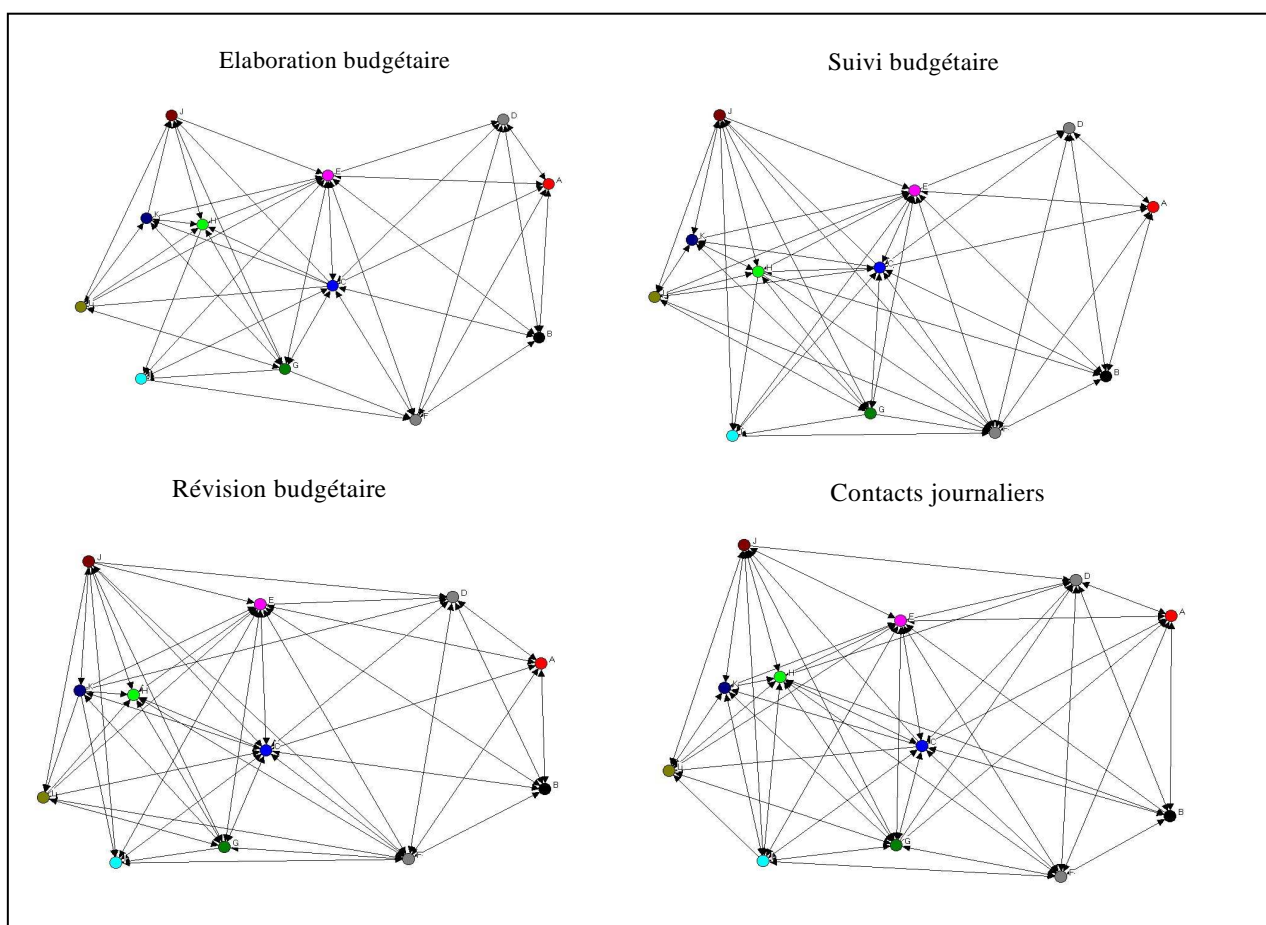 Elaboration budgétaire
Suivi budgétaire
J
D
E
A
K
H
C
B
G
F
J
D
E
A
K
H
B
G
Révision budgétaire
Contacts journaliers
J
D
E
A
H
B
G
J
D
E
A
H
K
C
B
G